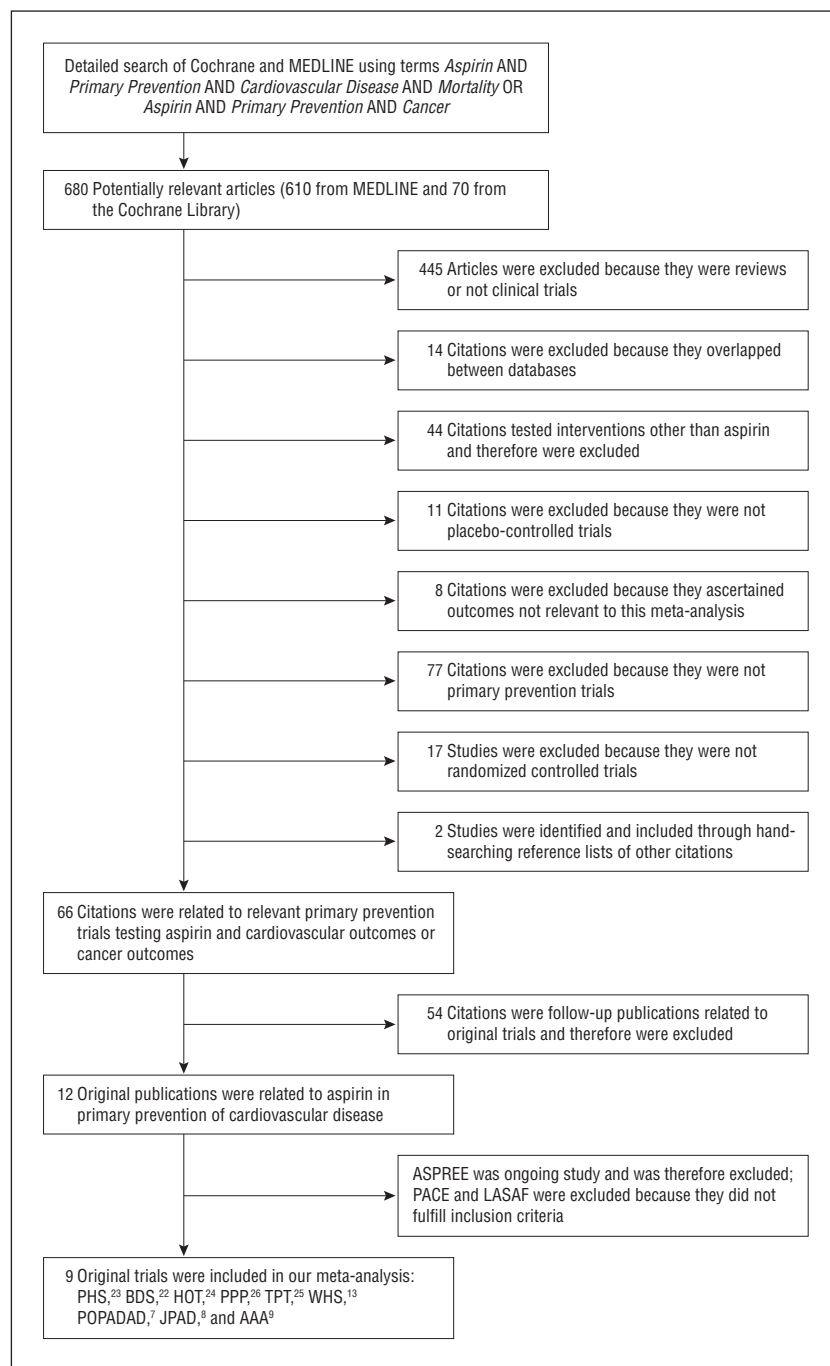 Detailed search of Cochrane and MEDLINE using terms Aspirin AND
Primary Prevention AND Cardiovascular Disease AND Mortality OR
Aspirin AND Primary Prevention AND Cancer
680 Potentially relevant articles (610 from MEDLINE and 70 from
the Cochrane Library)
445 Articles were excluded because they were reviews
or not clinical trials
14 Citations were excluded because they overlapped
between databases
44 Citations tested interventions other than aspirin
and therefore were excluded
11 Citations were excluded because they were not
placebo-controlled trials
8 Citations were excluded because they ascertained
outcomes not relevant to this meta-analysis
77 Citations were excluded because they were not
primary prevention trials
17 Studies were excluded because they were not
randomized controlled trials
2 Studies were identified and included through hand-
searching reference lists of other citations
66 Citations were related to relevant primary prevention
trials testing aspirin and cardiovascular outcomes or
cancer outcomes
54 Citations were follow-up publications related to
original trials and therefore were excluded
12 Original publications were related to aspirin in
primary prevention of cardiovascular disease
ASPREE was ongoing study and was therefore excluded;
PACE and LASAF were excluded because they did not
fulfill inclusion criteria
9 Original trials were included in our meta-analysis:
PHS,23 BDS,22 HOT,24 PPP,26 TPT,25 WHS,13
POPADAD,7 JPAD,8 and AAA9